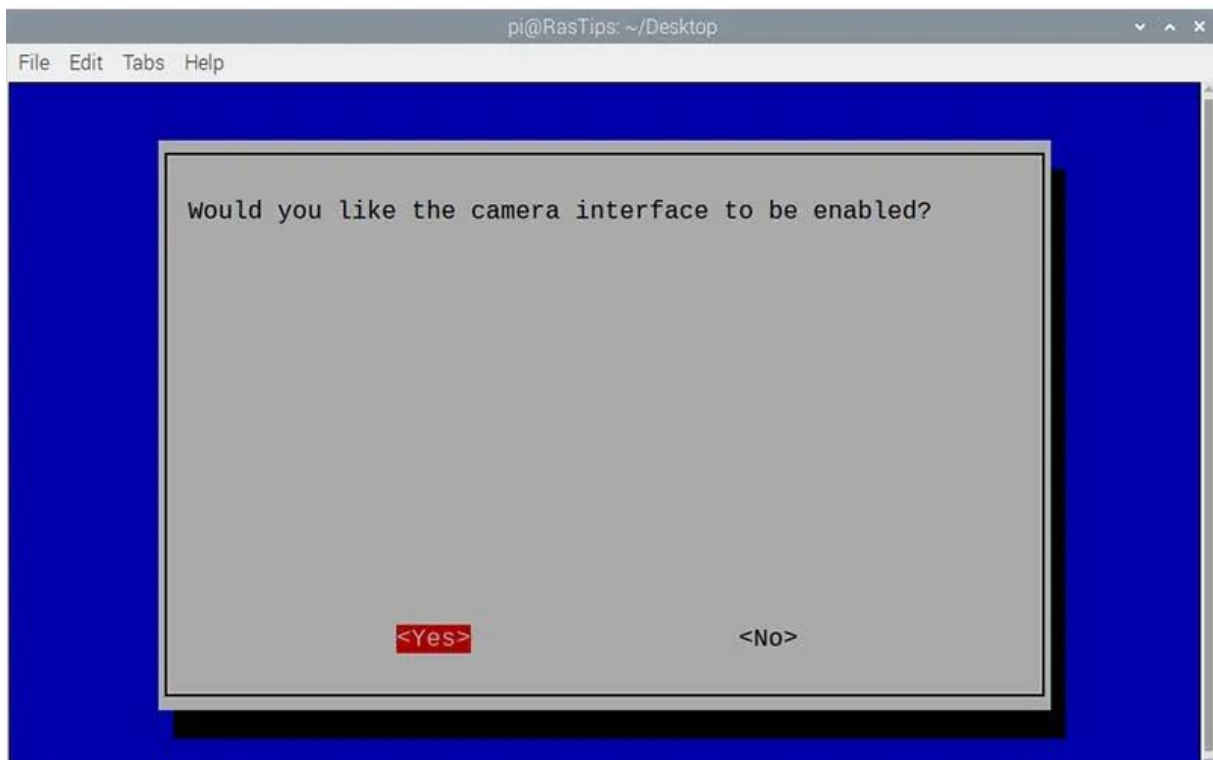 pi@RasTips: ~/Desktop
File Edit Tabs Help
Would you like the camera interface to be enabled?
<Yes> <No>